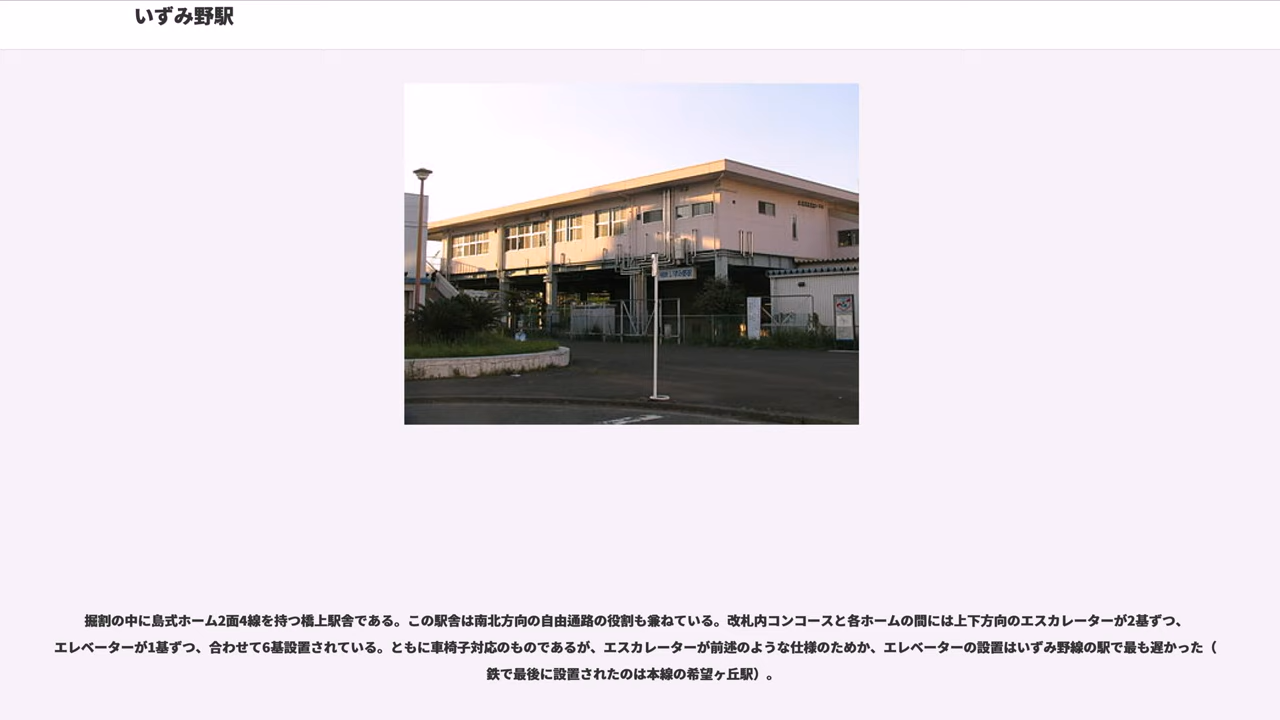 いずみ野駅
掘割の中に島式ホーム2面4線を持つ橋上駅舎である。この駅舎は南北方向の自由通路の役割も兼ねている。改札内コンコースと各ホームの間には上下方向のエスカレーターが2基ずつ、
エレベーターが1基ずつ、合わせて6基設置されている。ともに車椅子対応のものであるが、エスカレーターが前述のような仕様のためか、エレベーターの設置はいずみ野線の駅で最も遅かった（
鉄で最後に設置されたのは本線の希望ヶ丘駅）。